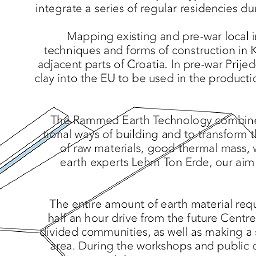 integrate a series of regular residencies du
Mapping existing and pre-war local i
techniques and forms of construction in K
adjacent parts of Croatia. In pre-war Prijed
clay into the EU to be used in the producti
The Rammed Earth Technology combine
tional ways of building and to transform t
of raw materials, good thermal mass, v
earth experts Lehm Ton Erde, our aim
The entire amount of earth material requ
half an hour drive from the future Centre
divided communities, as well as making a s
area. During the workshops and public c